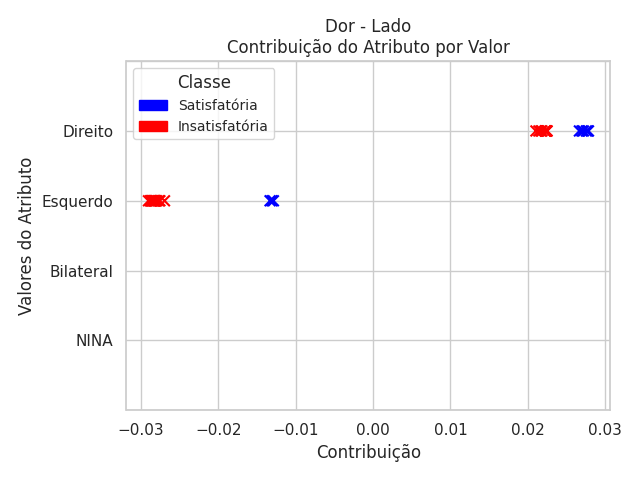 Dor - Lado
Contribuição do Atributo por Valor
Classe
Satisfatória
Insatisfatória
Valores do Atributo
Direito
Esquerdo
Bilateral
NINA
−0.03 −0.02 −0.01 0.00 0.01 0.02 0.03
Contribuição